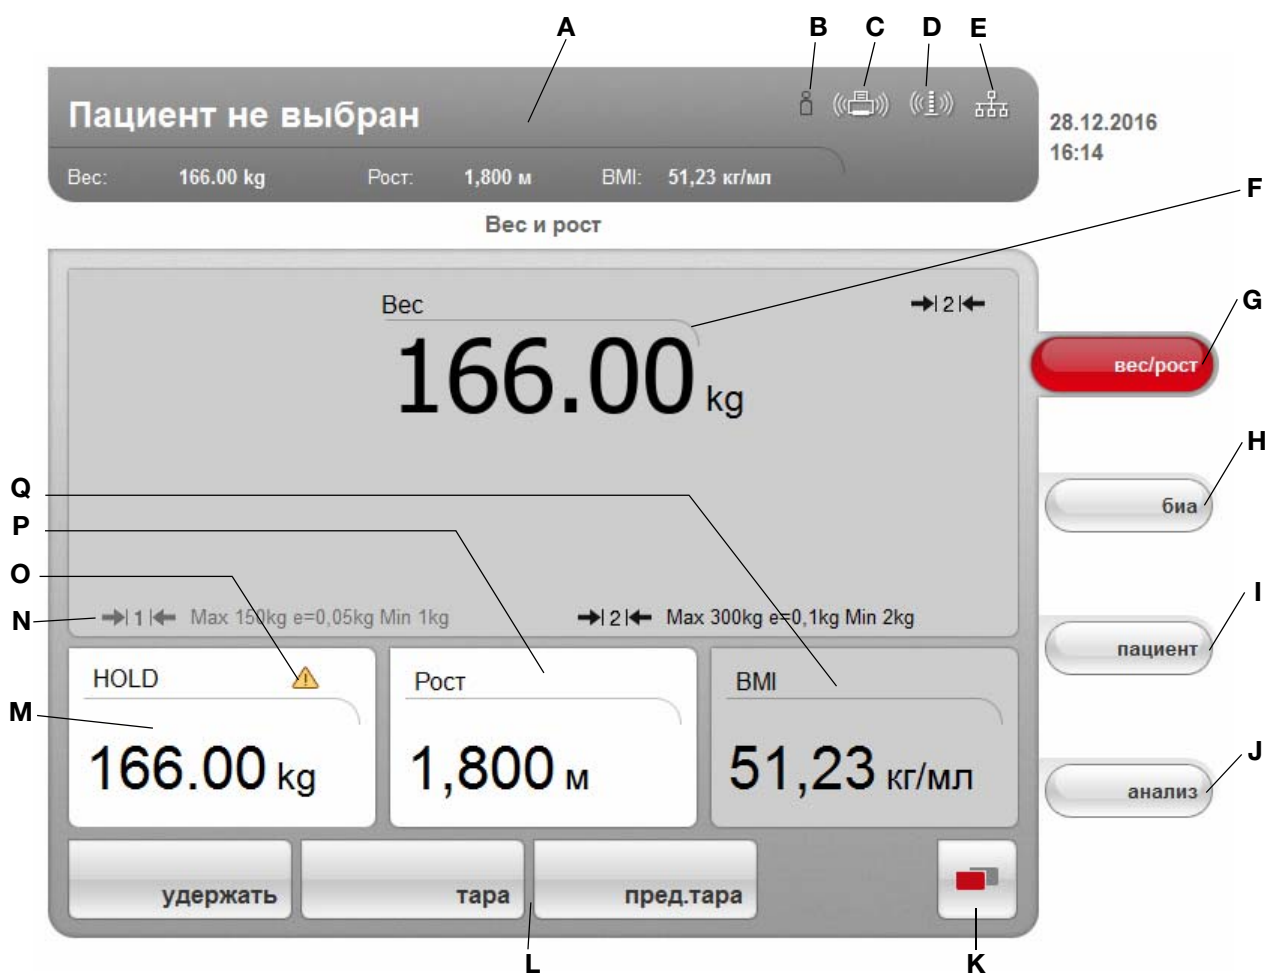 A B C D E
Пациент не выбран
28.12.2016
16:14
Вес: 166.00 kg Рост: 1,800 м BMI: 51,23 кг/мл
F
Вес и рост
Вес
→|2|←
G
166.00 kg
вес/рост
H
Q
биа
P
O
I
N
→|1|← Max 150kg e=0,05kg Min 1kg →|2|← Max 300kg e=0,1kg Min 2kg
пациент
HOLD Рост BMI
M
J
166.00 kg 1,800 м 51,23 кг/мл
анализ
удержать тара пред.тара
L K